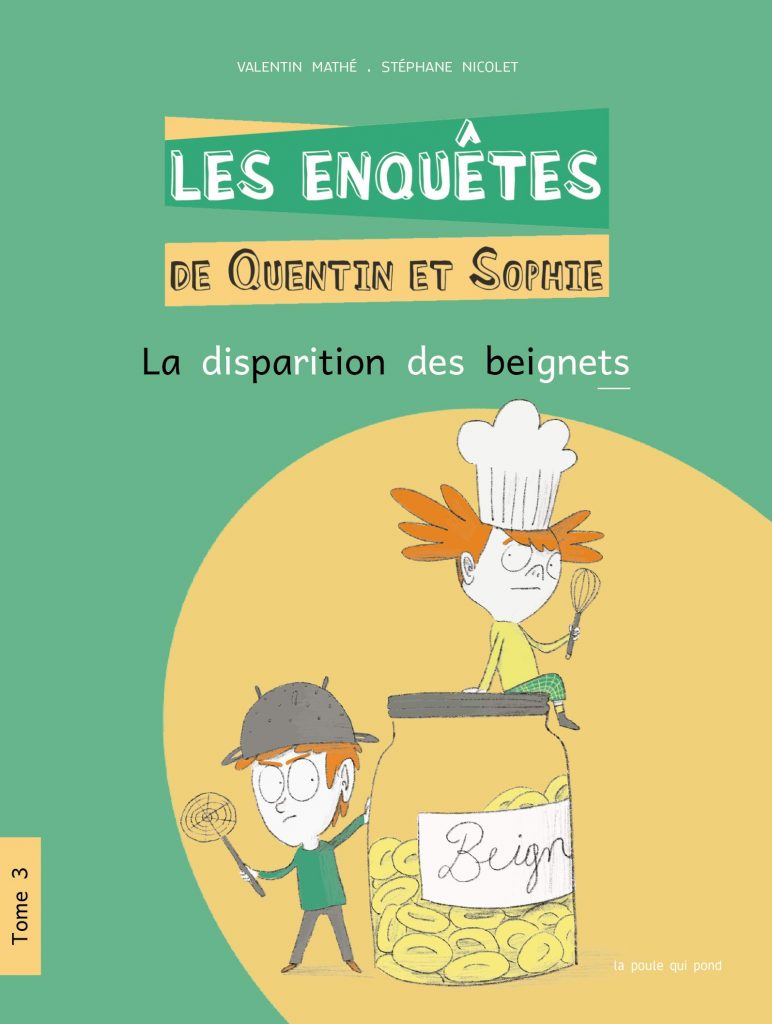 VALENTIN MATHÉ . STÉPHANE NICOLET
LES ENQUÊTES
DE QUENTIN ET SOPHIE
La disparition des beignets
Beign
Tome 3
la poule qui pond